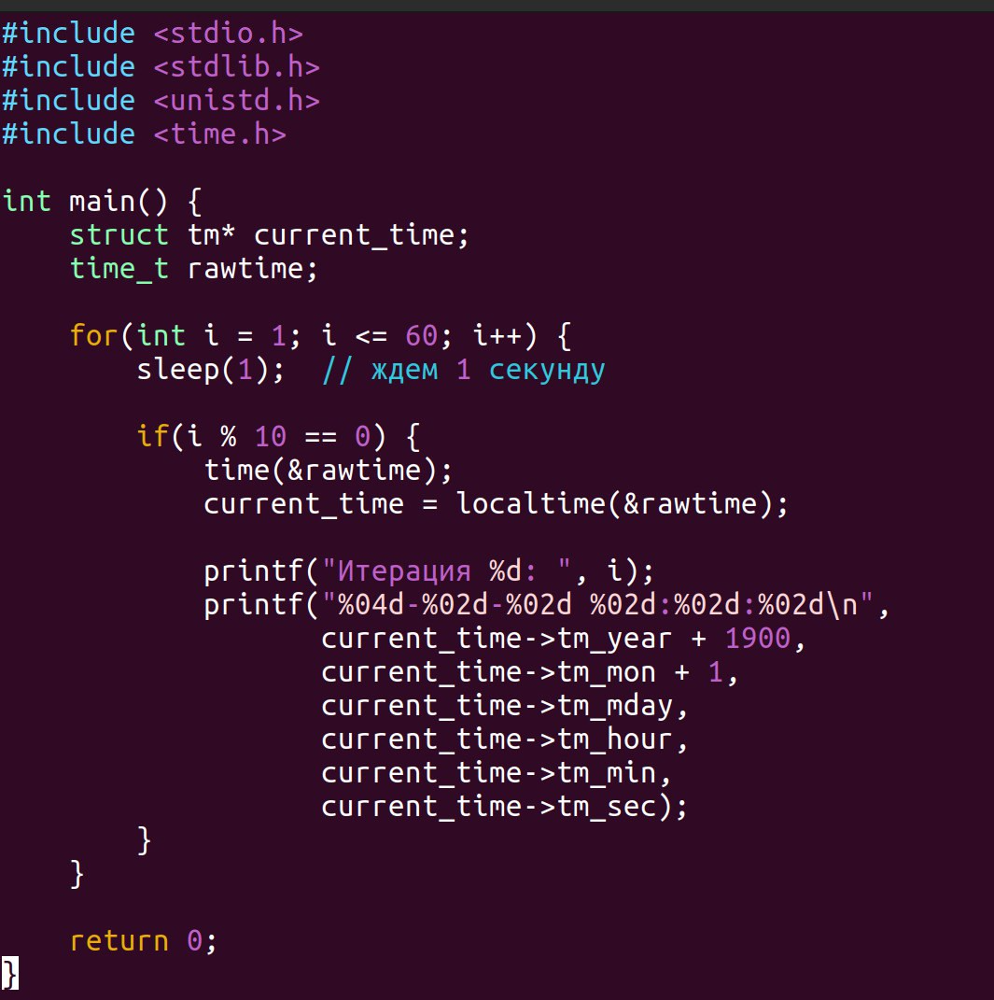 #include <stdio.h>
#include <stdlib.h>
#include <unistd.h>
#include <time.h>

int main() {
    struct tm* current_time;
    time_t rawtime;

    for(int i = 1; i <= 60; i++) {
        sleep(1);  // ждем 1 секунду

        if(i % 10 == 0) {
            time(&rawtime);
            current_time = localtime(&rawtime);

            printf("Итерация %d: ", i);
            printf("%04d-%02d-%02d %02d:%02d:%02d\n",
                   current_time->tm_year + 1900,
                   current_time->tm_mon + 1,
                   current_time->tm_mday,
                   current_time->tm_hour,
                   current_time->tm_min,
                   current_time->tm_sec);
        }
    }

    return 0;
}